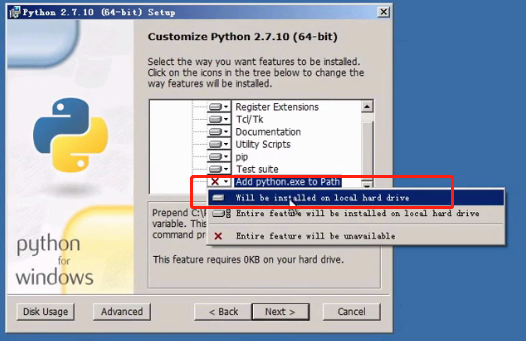 Python 2.7.10 (64-bit) Setup
Customize Python 2.7.10 (64-bit)
Select the way you want features to be installed.
Click on the icons in the tree below to change the
way features will be installed.
Register Extensions
Tcl/Tk
Documentation
Utility Scripts
pip
Test suite
Add python.exe to Path
Will be installed on local hard drive
Entire feature will be installed on local hard drive
Entire feature will be unavailable
Prepend C:\
variable. This
command pr
This feature requires 0KB on your hard drive.
python
for
windows
Disk Usage
Advanced
< Back
Next >
Cancel